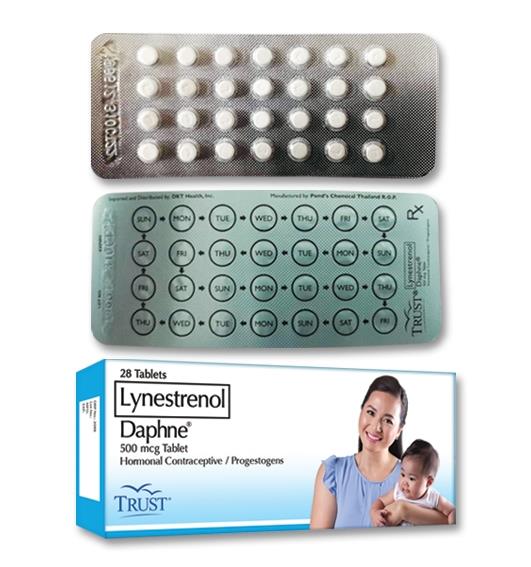 Imported and Distributed by: DKT Health, Inc.
Manufactured by: Pond's Chemical Thailand R.O.P.
SUN MON TUE WED THU FRI SAT
SAT FRI THU WED TUE MON SUN
FRI SAT SUN MON TUE WED THU
THU WED TUE MON SUN SAT FRI
Rx
Lynestrenol
Daphne®
TRUST®
28 Tablets
Lynestrenol
Daphne®
500 mcg Tablet
Hormonal Contraceptive / Progestogens
TRUST®